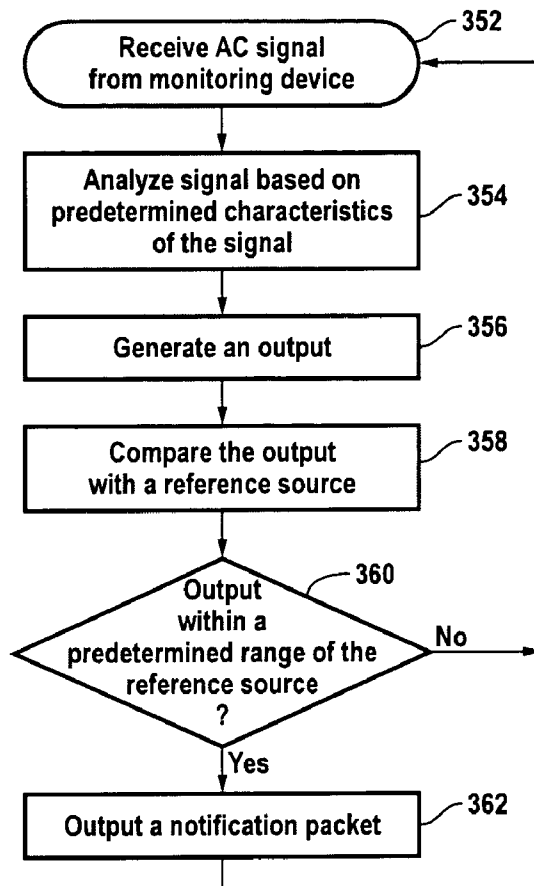 Receive AC signal
from monitoring device
352
Analyze signal based on
predetermined characteristics
of the signal
354
Generate an output
356
Compare the output
with a reference source
358
Output
within a
predetermined range of the
reference source
?
360
No
Yes
Output a notification packet
362